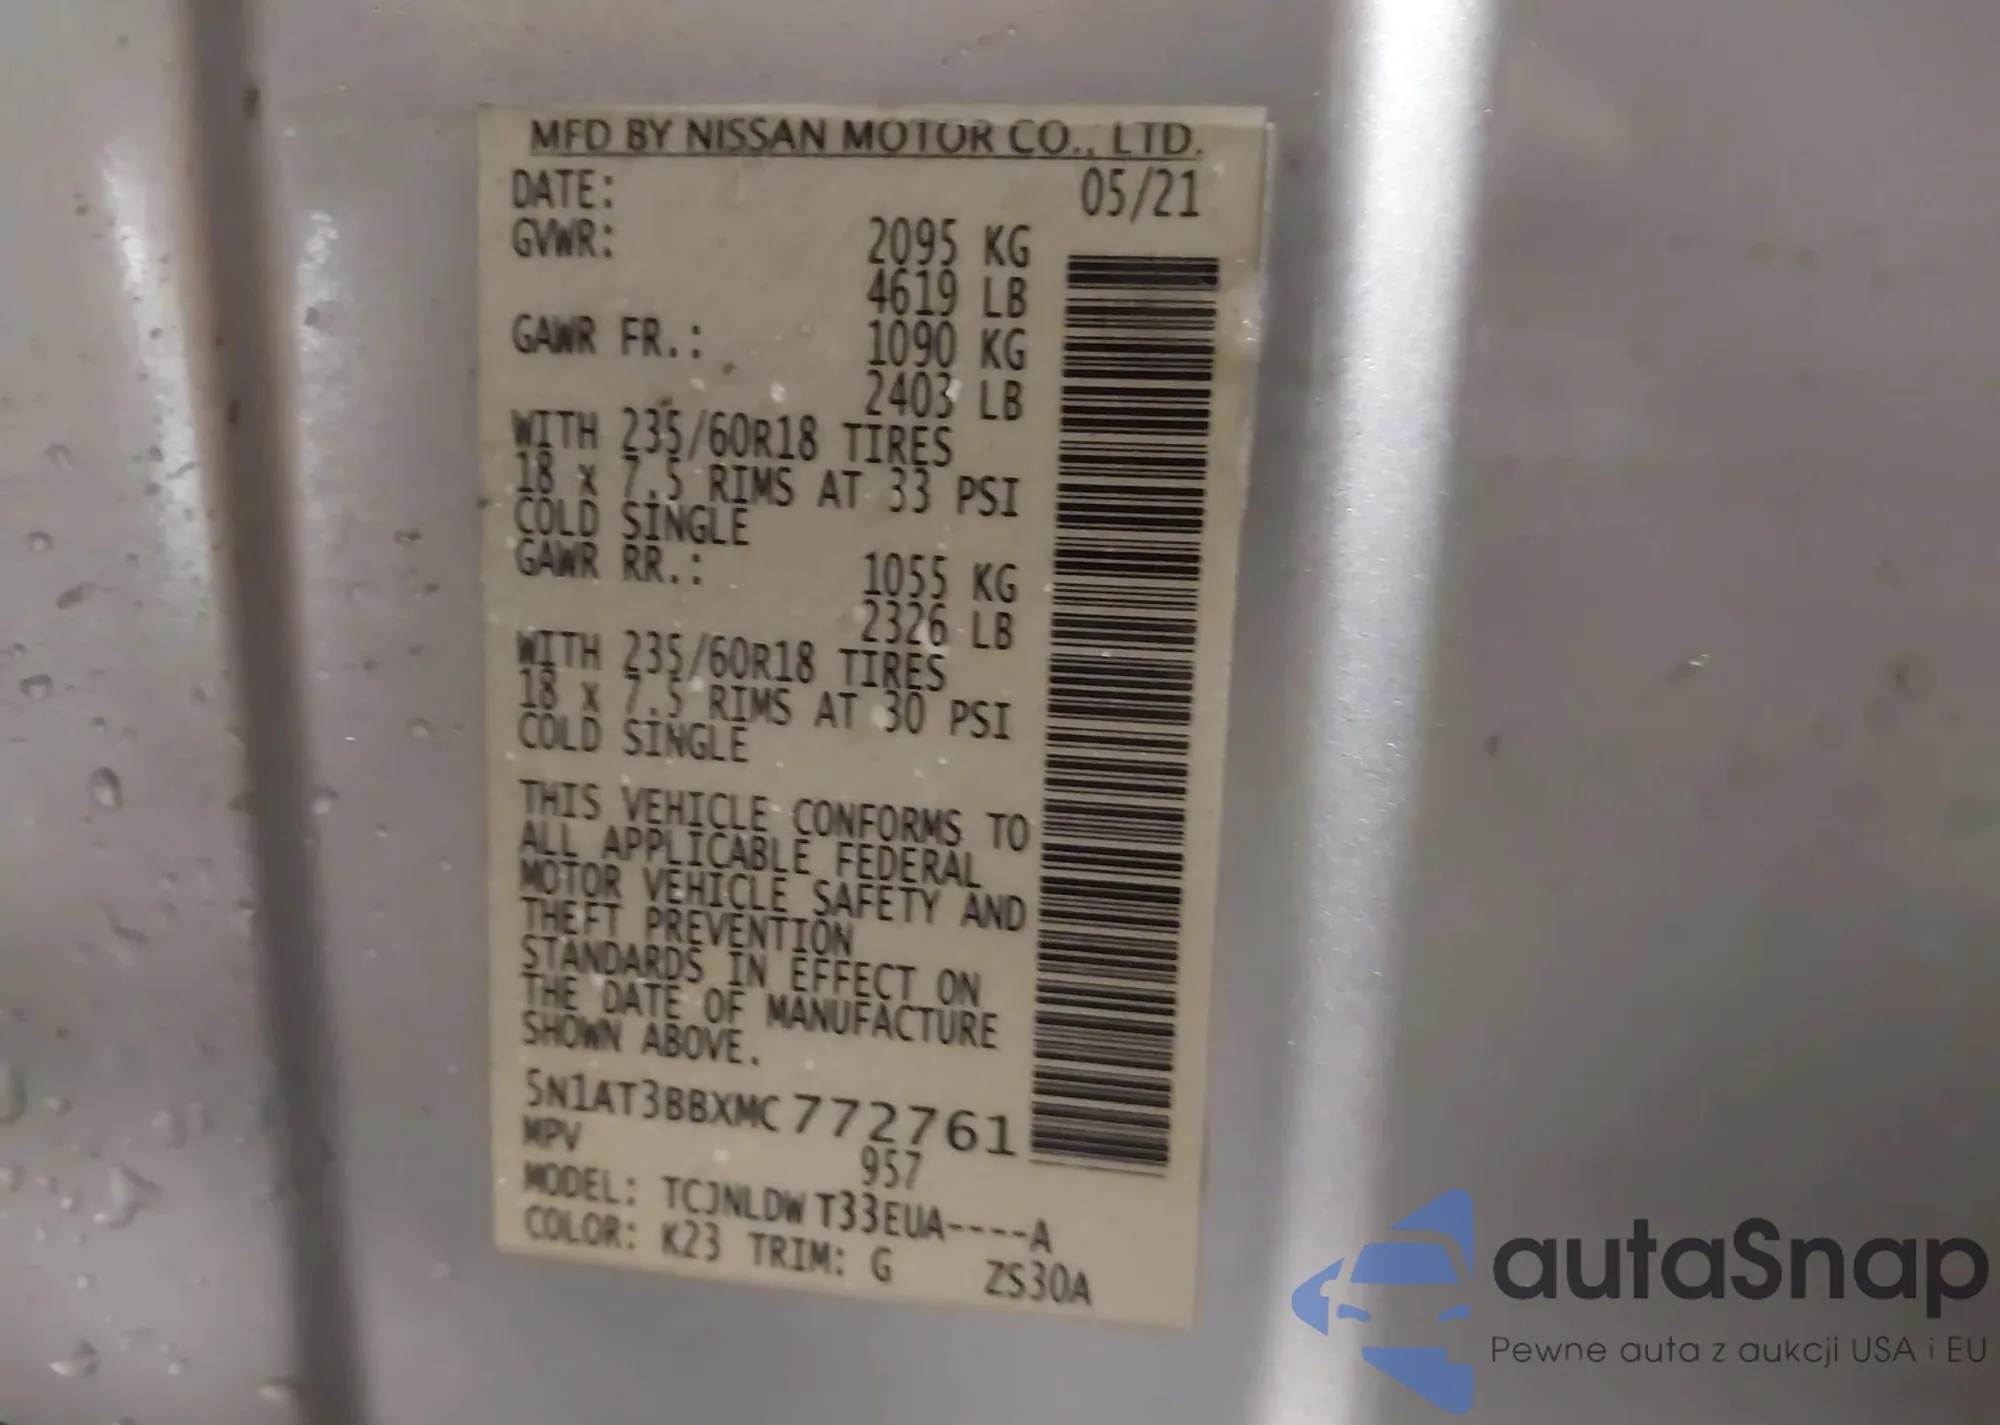 MFD BY NISSAN MOTOR CO., LTD.
DATE: 05/21
GVWR: 2095 KG
4619 LB
GAWR FR.: 1090 KG
2403 LB
WITH 235/60R18 TIRES
18 x 7.5 RIMS AT 33 PSI
COLD SINGLE
GAWR RR.: 1055 KG
2326 LB
WITH 235/60R18 TIRES
18 x 7.5 RIMS AT 30 PSI
COLD SINGLE
THIS VEHICLE CONFORMS TO
ALL APPLICABLE FEDERAL
MOTOR VEHICLE SAFETY AND
THEFT PREVENTION
STANDARDS IN EFFECT ON
THE DATE OF MANUFACTURE
SHOWN ABOVE.
5N1AT3BBXMC772761
MPV 957
MODEL: TCJNLDW T33EUA----A
COLOR: K23 TRIM: G ZS30A
autaSnap
Pewne auta z aukcji USA i EU